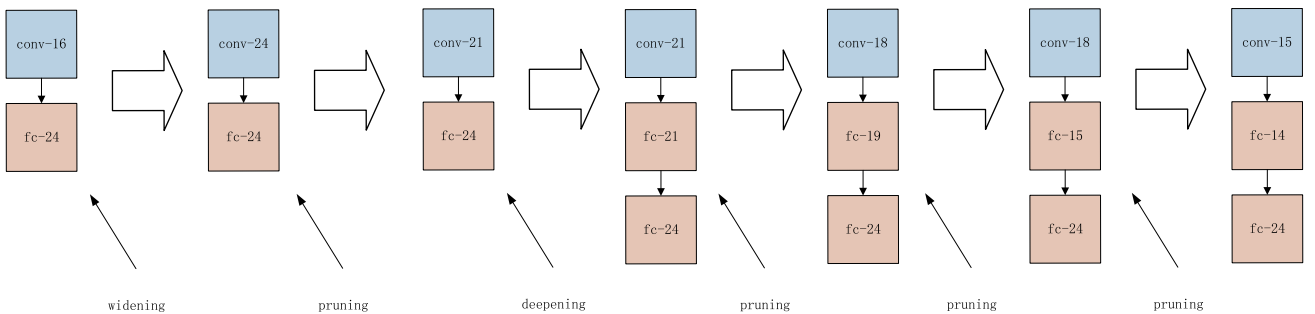 conv-16
conv-24
conv-21
conv-21
conv-18
conv-18
conv-15
fc-24
fc-24
fc-24
fc-21
fc-19
fc-15
fc-14
fc-24
fc-24
fc-24
fc-24
widening
pruning
deepening
pruning
pruning
pruning